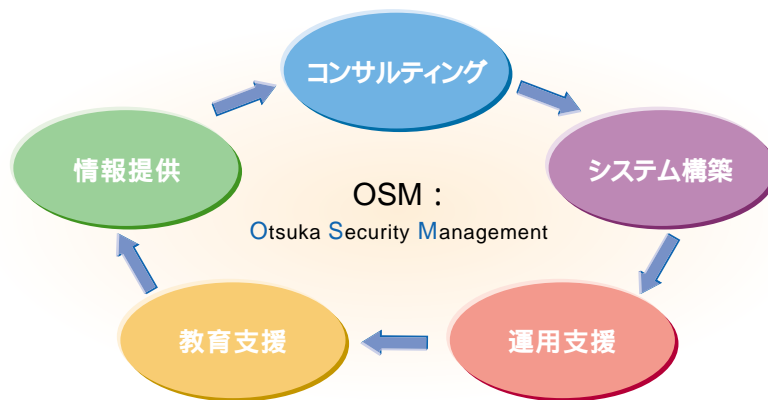 コンサルティング
情報提供
システム構築
OSM：
Otsuka Security Management
教育支援
運用支援